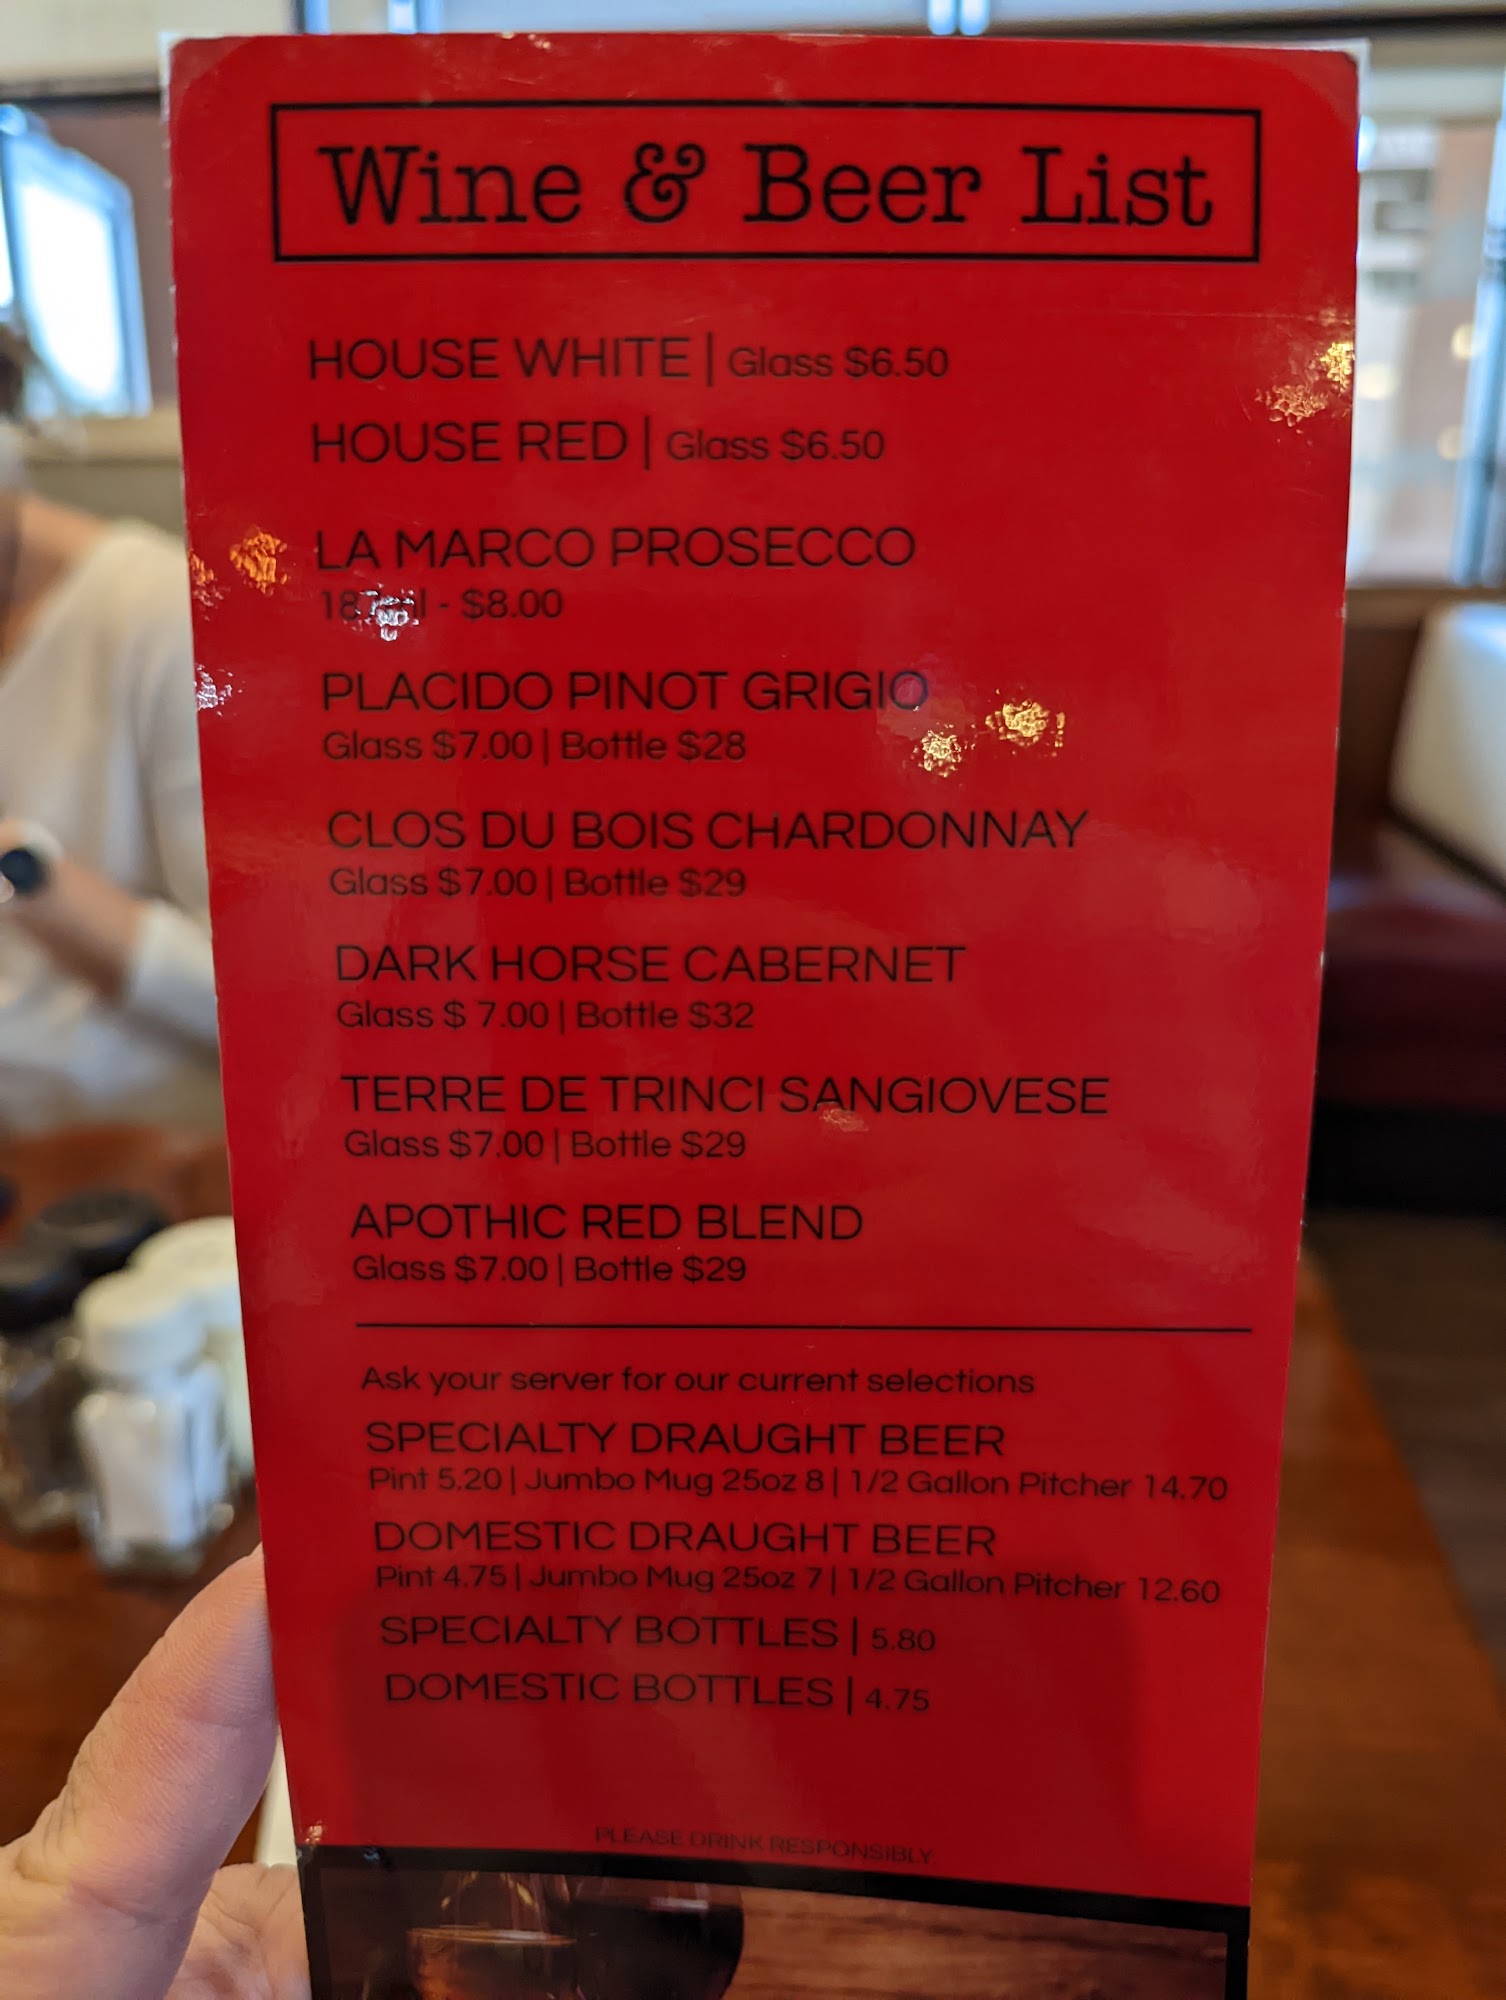 Wine & Beer List
HOUSE WHITE | Glass $6.50
HOUSE RED | Glass $6.50
LA MARCO PROSECCO
187ml - $8.00
PLACIDO PINOT GRIGIO
Glass $7.00 | Bottle $28
CLOS DU BOIS CHARDONNAY
Glass $7.00 | Bottle $29
DARK HORSE CABERNET
Glass $ 7.00 | Bottle $32
TERRE DE TRINCI SANGIOVESE
Glass $7.00 | Bottle $29
APOTHIC RED BLEND
Glass $7.00 | Bottle $29
Ask your server for our current selections
SPECIALTY DRAUGHT BEER
Pint 5.20 | Jumbo Mug 25oz 8 | 1/2 Gallon Pitcher 14.70
DOMESTIC DRAUGHT BEER
Pint 4.75 | Jumbo Mug 25oz 7 | 1/2 Gallon Pitcher 12.60
SPECIALTY BOTTLES | 5.80
DOMESTIC BOTTLES | 4.75
PLEASE DRINK RESPONSIBLY.